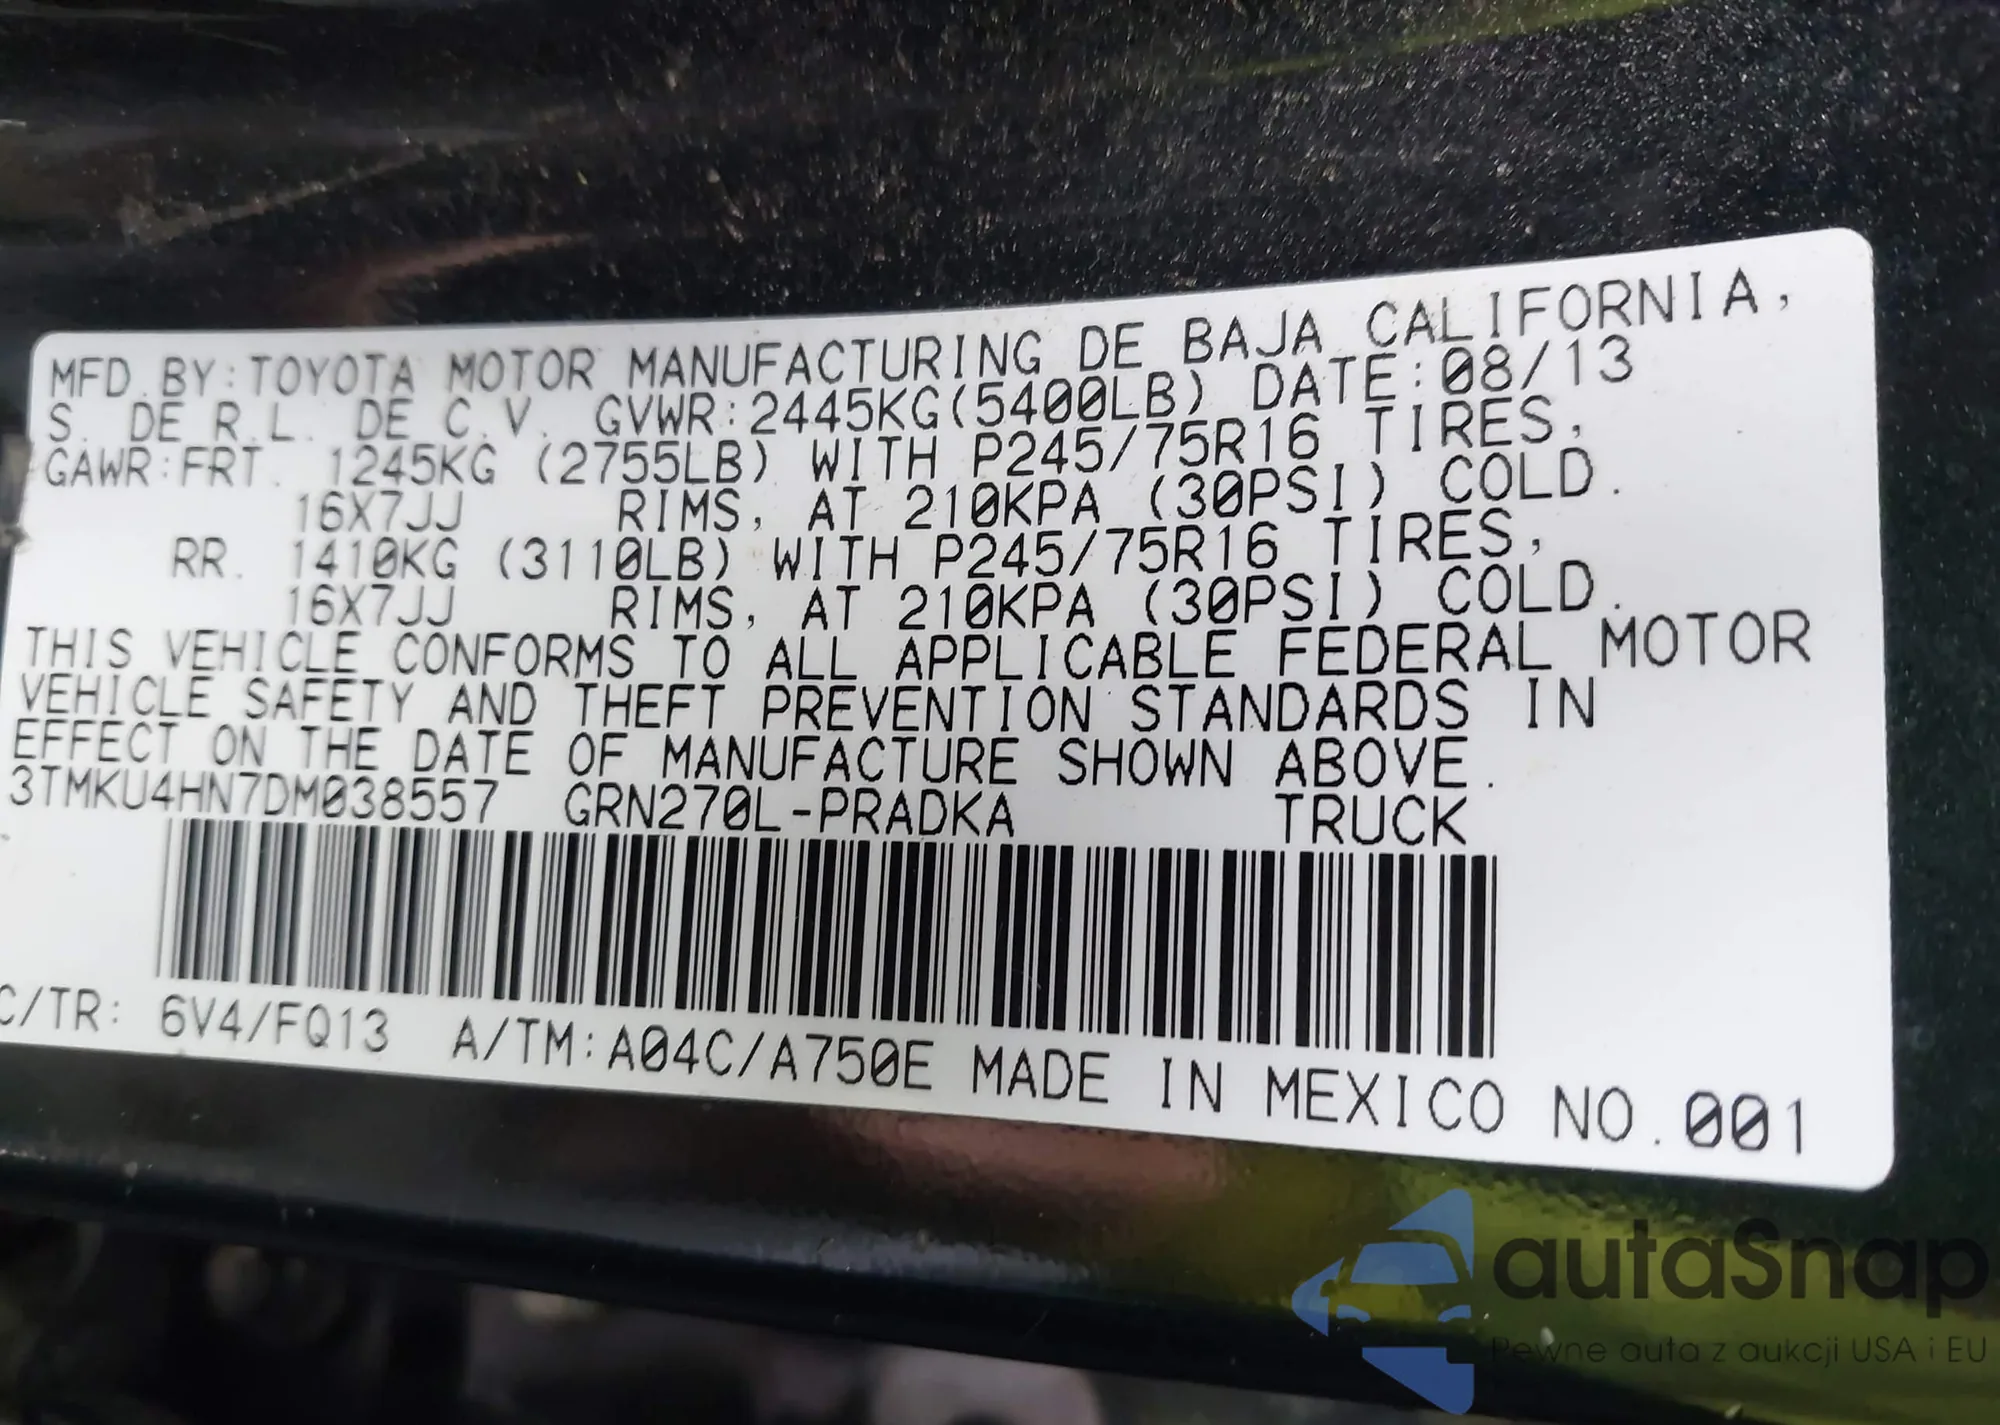 MFD.BY:TOYOTA MOTOR MANUFACTURING DE BAJA CALIFORNIA,
S. DE R.L. DE C.V. GVWR:2445KG(5400LB) DATE:08/13
GAWR:FRT. 1245KG (2755LB) WITH P245/75R16 TIRES,
16X7JJ RIMS, AT 210KPA (30PSI) COLD.
RR. 1410KG (3110LB) WITH P245/75R16 TIRES,
16X7JJ RIMS, AT 210KPA (30PSI) COLD.
THIS VEHICLE CONFORMS TO ALL APPLICABLE FEDERAL MOTOR
VEHICLE SAFETY AND THEFT PREVENTION STANDARDS IN
EFFECT ON THE DATE OF MANUFACTURE SHOWN ABOVE.
3TMKU4HN7DM038557 GRN270L-PRADKA TRUCK
C/TR: 6V4/FQ13 A/TM:A04C/A750E MADE IN MEXICO NO.001
autaSnap
Pewne auta z aukcji USA i EU